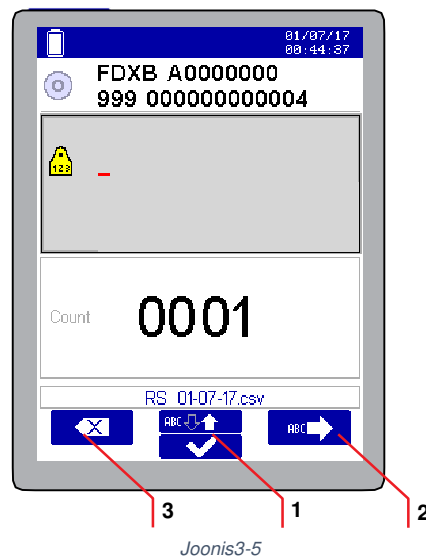 01/07/17
00:44:37
FDXB A0000000
999 000000000004
123
Count 0001
RS 01-07-17.csv
ABC
ABC
3 1 2
Joonis3-5